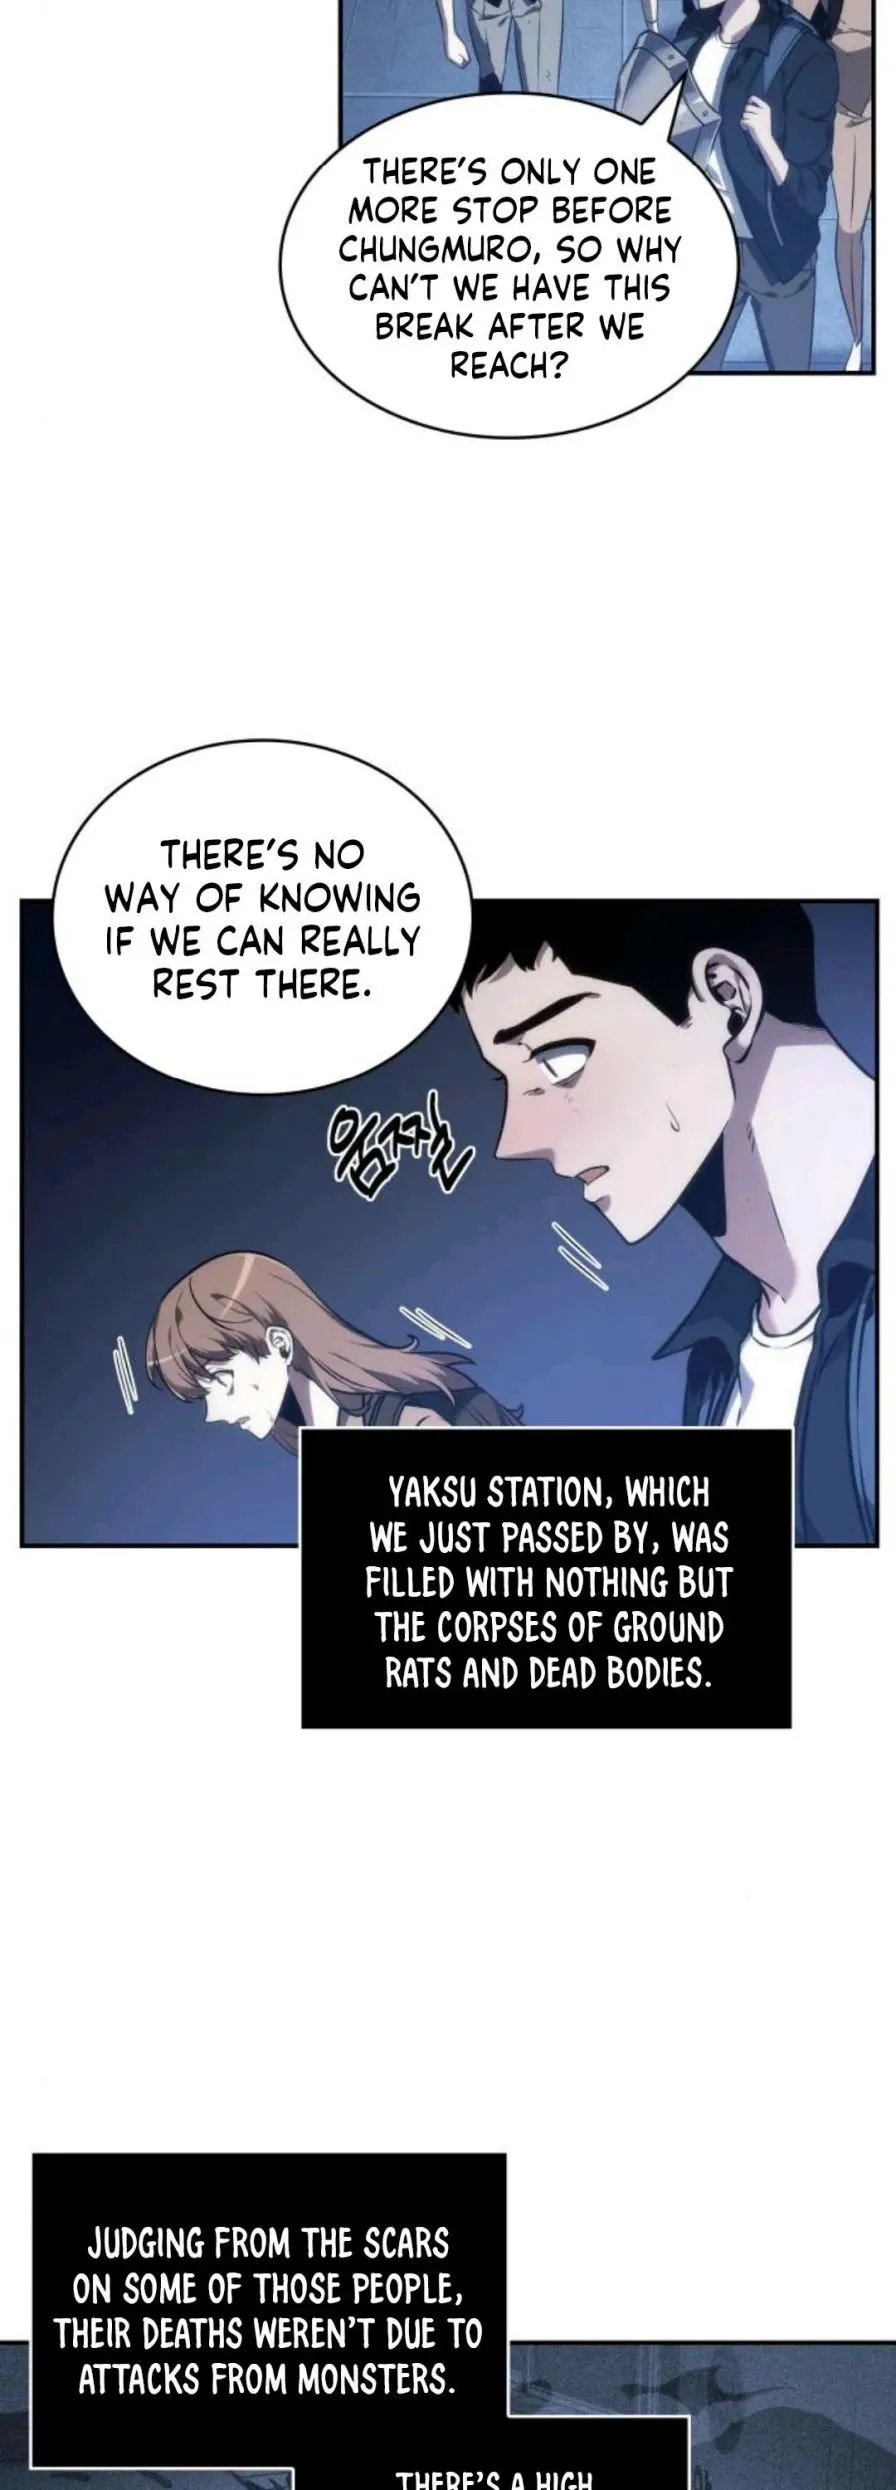 THERE'S ONLY ONE
MORE STOP BEFORE
CHUNGMURO, SO WHY
CAN'T WE HAVE THIS
BREAK AFTER WE
REACH?
THERE'S NO
WAY OF KNOWING
IF WE CAN REALLY
REST THERE.
움찔
YAKSU STATION, WHICH
WE JUST PASSED BY, WAS
FILLED WITH NOTHING BUT
THE CORPSES OF GROUND
RATS AND DEAD BODIES.
JUDGING FROM THE SCARS
ON SOME OF THOSE PEOPLE,
THEIR DEATHS WEREN'T DUE TO
ATTACKS FROM MONSTERS.
THERE'S A HIGH